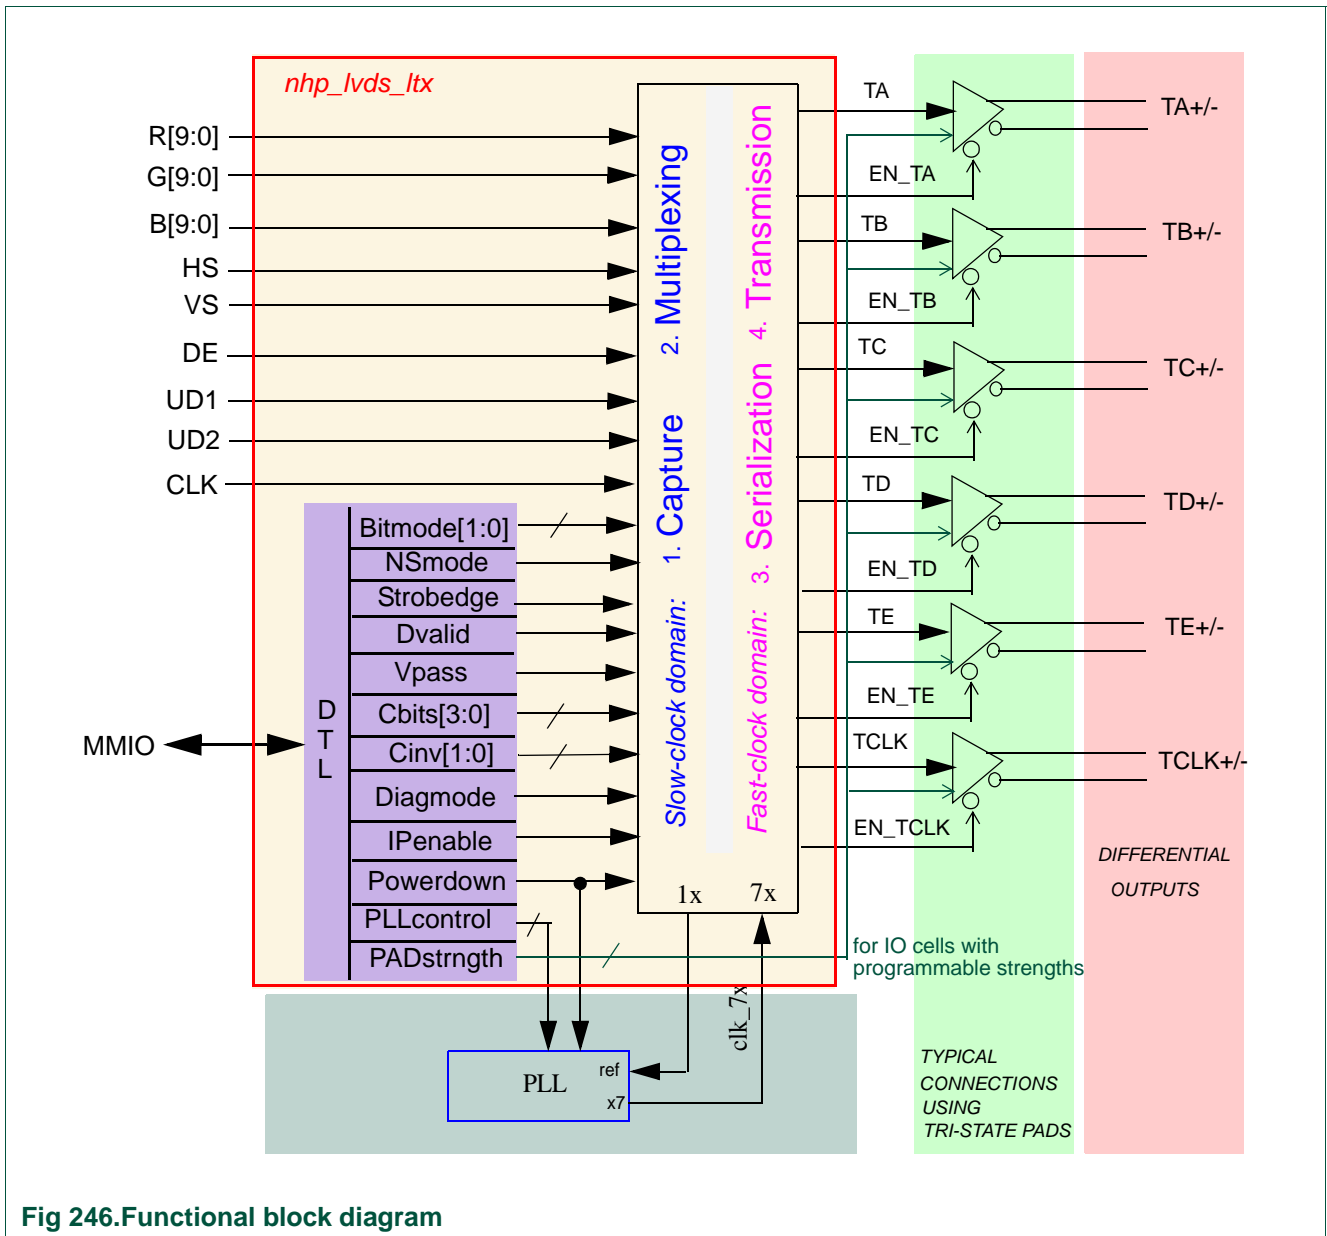 nhp_lvds_ltx
R[9:0]
G[9:0]
B[9:0]
HS
VS
DE
UD1
UD2
CLK
MMIO
DTL
Bitmode[1:0]
NSmode
Strobedge
Dvalid
Vpass
Cbits[3:0]
Cinv[1:0]
Diagmode
IPenable
Powerdown
PLLcontrol
PADstrngth
Slow-clock domain: 1. Capture 2. Multiplexing
Fast-clock domain: 3. Serialization 4. Transmission
1x
7x
clk_7x
PLL
ref
x7
TA
EN_TA
TB
EN_TB
TC
EN_TC
TD
EN_TD
TE
EN_TE
TCLK
EN_TCLK
for IO cells with
programmable strengths
TYPICAL
CONNECTIONS
USING
TRI-STATE PADS
TA+/-
TB+/-
TC+/-
TD+/-
TE+/-
TCLK+/-
DIFFERENTIAL
OUTPUTS
Fig 246.Functional block diagram